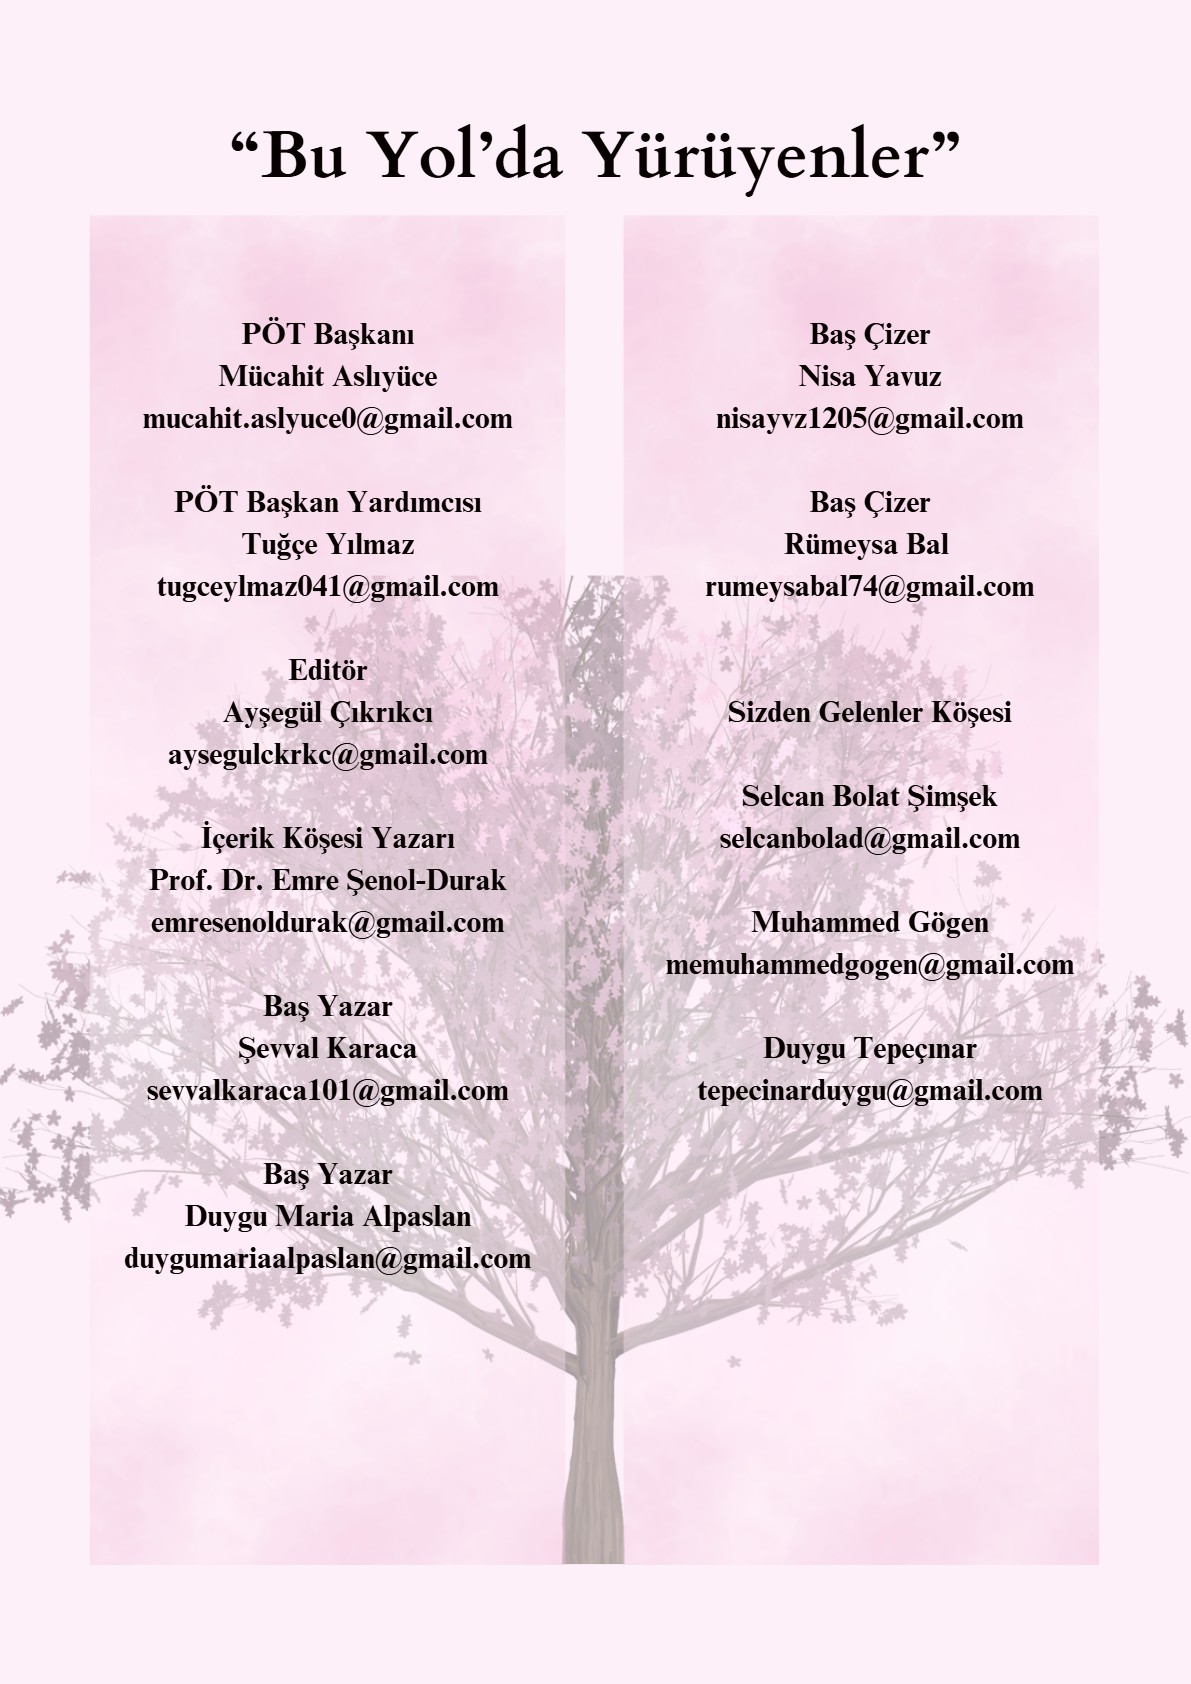 “Bu Yol’da Yürüyenler”
PÖT Başkanı
Mücahit Aslıyüce
mucahit.aslyuce0@gmail.com
PÖT Başkan Yardımcısı
Tuğçe Yılmaz
tugceylmaz041@gmail.com
Editör
Ayşegül Çıkrıkcı
aysegulckrkc@gmail.com
İçerik Köşesi Yazarı
Prof. Dr. Emre Şenol-Durak
emresenoldurak@gmail.com
Baş Yazar
Şevval Karaca
sevvalkaraca101@gmail.com
Baş Yazar
Duygu Maria Alpaslan
duygumariaalpaslan@gmail.com
Baş Çizer
Nisa Yavuz
nisayvz1205@gmail.com
Baş Çizer
Rümeysa Bal
rumeysabal74@gmail.com
Sizden Gelenler Köşesi
Selcan Bolat Şimşek
selcanbolad@gmail.com
Muhammed Gögen
memuhammedgogen@gmail.com
Duygu Tepeçınar
tepecinarduygu@gmail.com